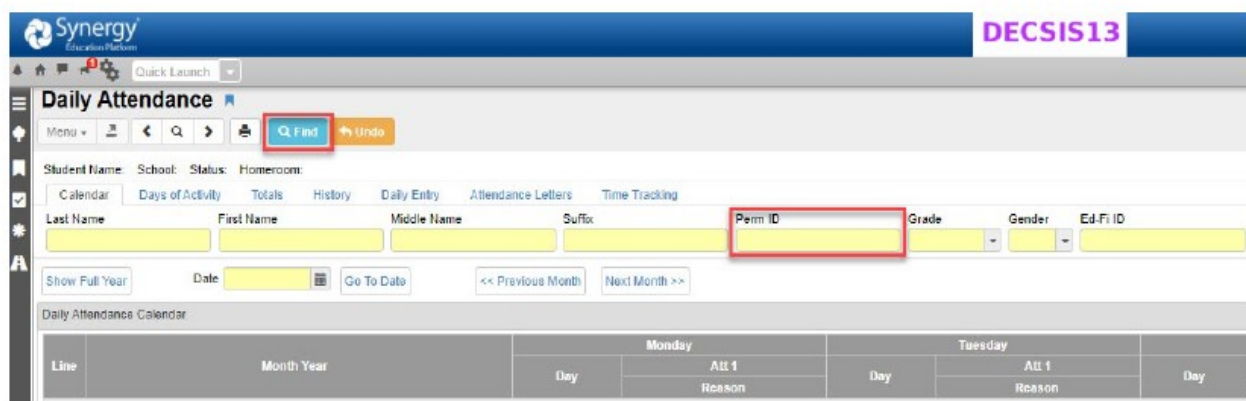 Synergy
Education Platform
DECSIS13
Quick Launch
Daily Attendance
Menu
Find
Undo
Student Name: School: Status: Homeroom:
Calendar Days of Activity Totals History Daily Entry Attendance Letters Time Tracking
Last Name First Name Middle Name Suffix Perm ID Grade Gender Ed-Fi ID
Show Full Year Date Go To Date << Previous Month Next Month >>
Daily Attendance Calendar
Monday Tuesday
Line Month Year Day Att 1 Day Att 1 Day
Reason Reason